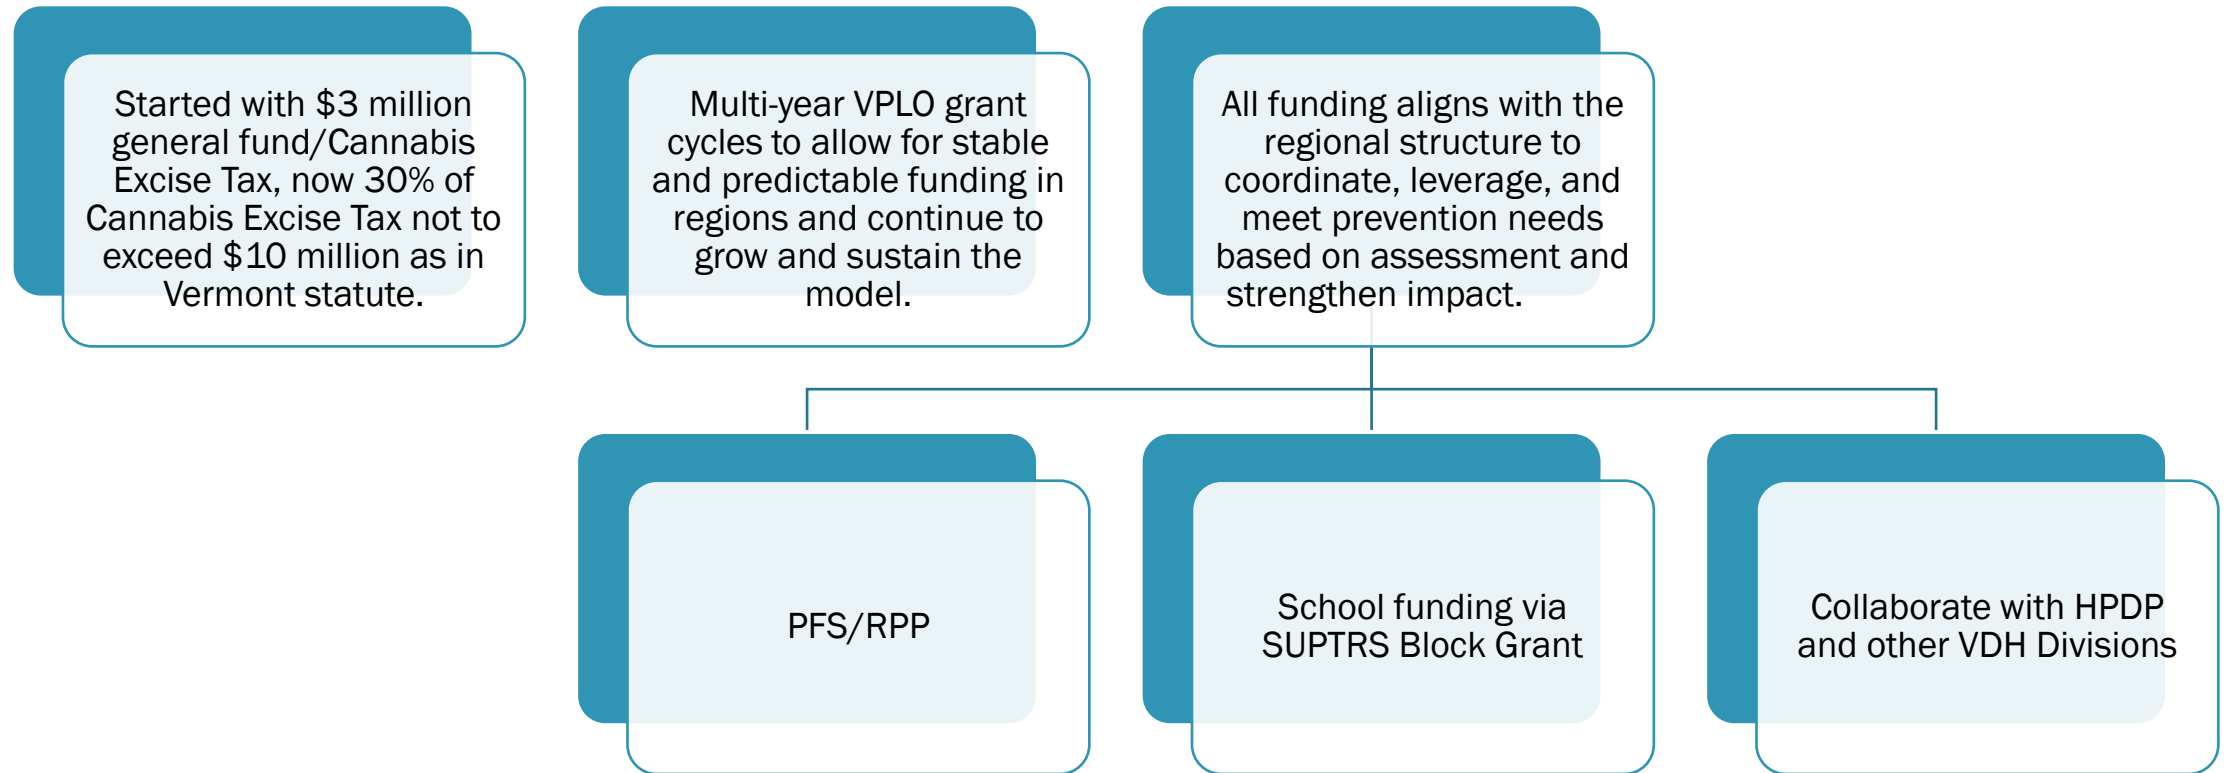 Started with $3 million
general fund/Cannabis
Excise Tax, now 30% of
Cannabis Excise Tax not to
exceed $10 million as in
Vermont statute.
Multi-year VPLO grant
cycles to allow for stable
and predictable funding in
regions and continue to
grow and sustain the
model.
All funding aligns with the
regional structure to
coordinate, leverage, and
meet prevention needs
based on assessment and
strengthen impact.
PFS/RPP
School funding via
SUPTRS Block Grant
Collaborate with HPDP
and other VDH Divisions